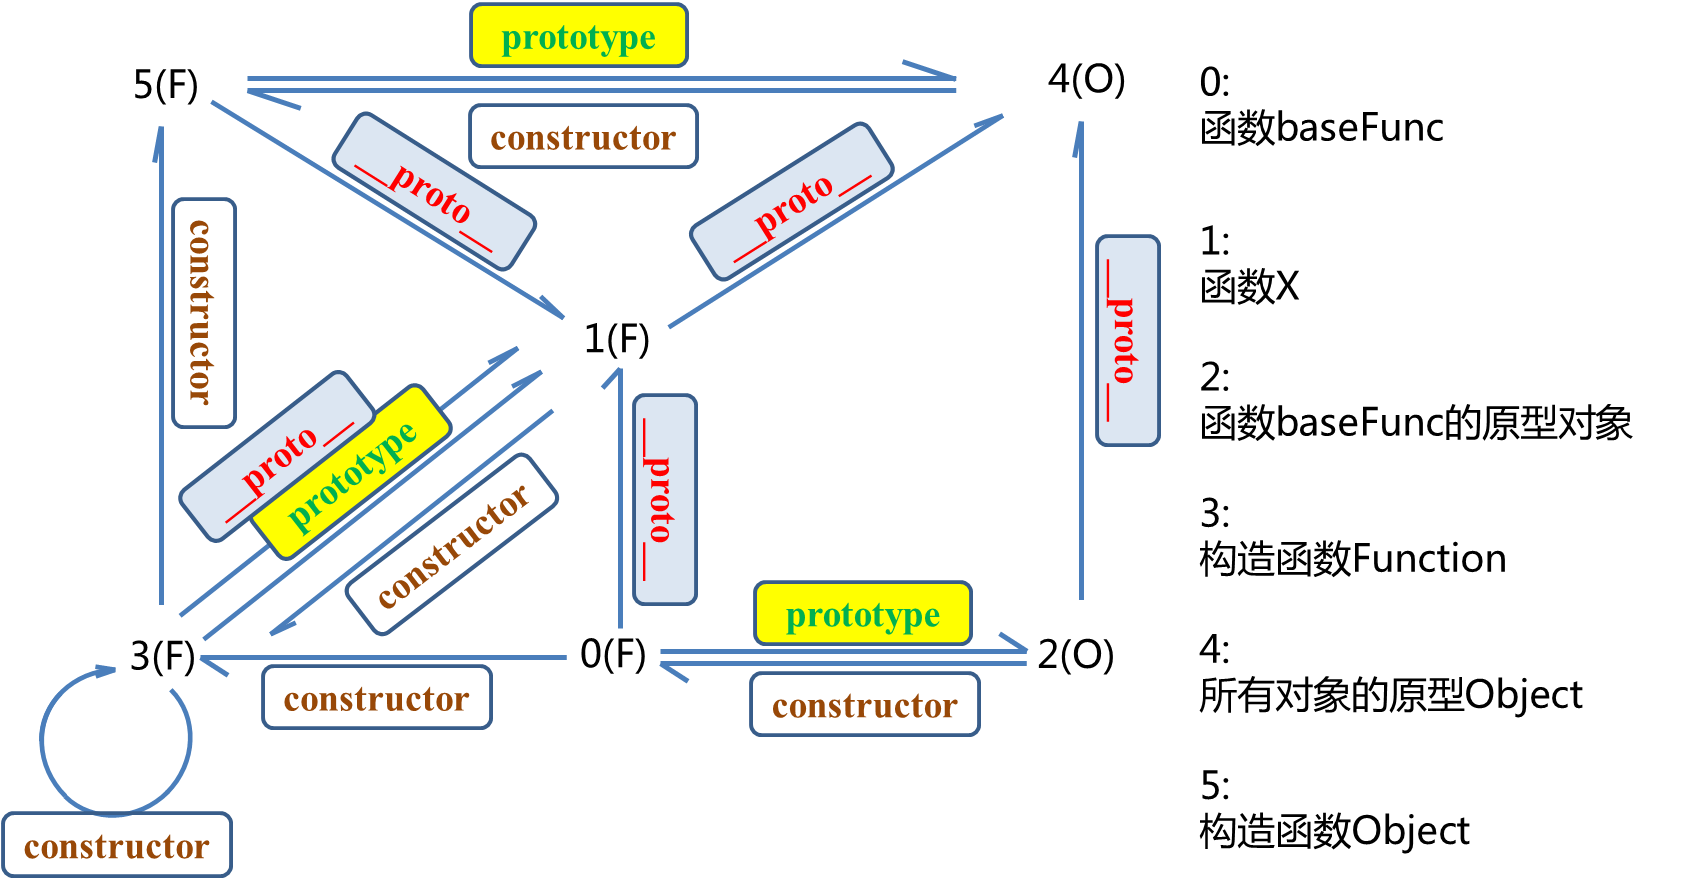 prototype
5(F)
4(O)
constructor
__proto__
__proto__
constructor
__proto__
1(F)
__proto__
prototype
constructor
__proto__
prototype
3(F)
0(F)
2(O)
constructor
constructor
constructor
0:
函数baseFunc
1:
函数X
2:
函数baseFunc的原型对象
3:
构造函数Function
4:
所有对象的原型Object
5:
构造函数Object